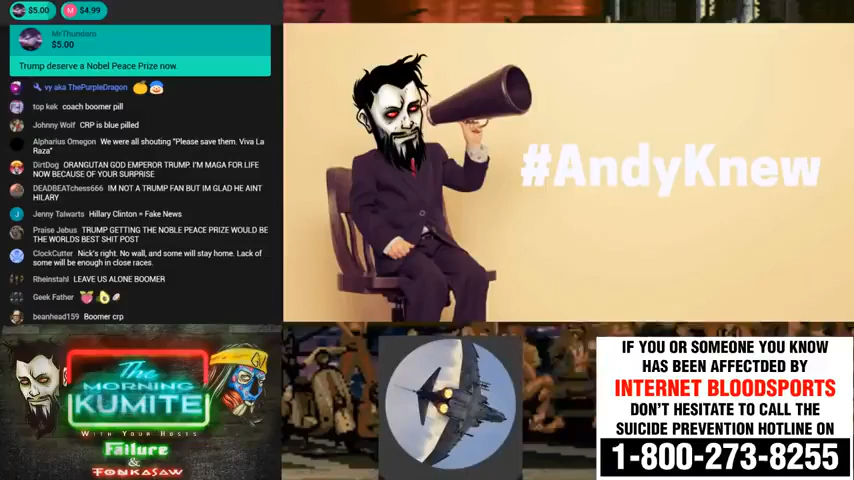 $5.00
M $4.99
MrThundaro
$5.00
Trump deserve a Nobel Peace Prize now.
vy aka ThePurpleDragon
top kek coach boomer pill
Johnny Wolf CRP is blue pilled
Alpharius Omegon We were all shouting "Please save them. Viva La
Raza"
DirtDog ORANGUTAN GOD EMPEROR TRUMP. I'M MAGA FOR LIFE
NOW BECAUSE OF YOUR SURPRISE
DEADBEATchess666 IM NOT A TRUMP FAN BUT IM GLAD HE AINT
HILARY
J Jenny Talwarts Hillary Clinton = Fake News
Praise Jebus TRUMP GETTING THE NOBLE PEACE PRIZE WOULD BE
THE WORLDS BEST SHIT POST
ClockCutter Nick's right. No wall, and some will stay home. Lack of
some will be enough in close races.
Rheinstahl LEAVE US ALONE BOOMER
Geek Father
beanhead159 Boomer crp
#AndyKnew
The
MORNING
KUMITE
WITH YOUR HOSTS
Failure
&
TONKASAW
IF YOU OR SOMEONE YOU KNOW
HAS BEEN AFFECTDED BY
INTERNET BLOODSPORTS
DON'T HESITATE TO CALL THE
SUICIDE PREVENTION HOTLINE ON
1-800-273-8255